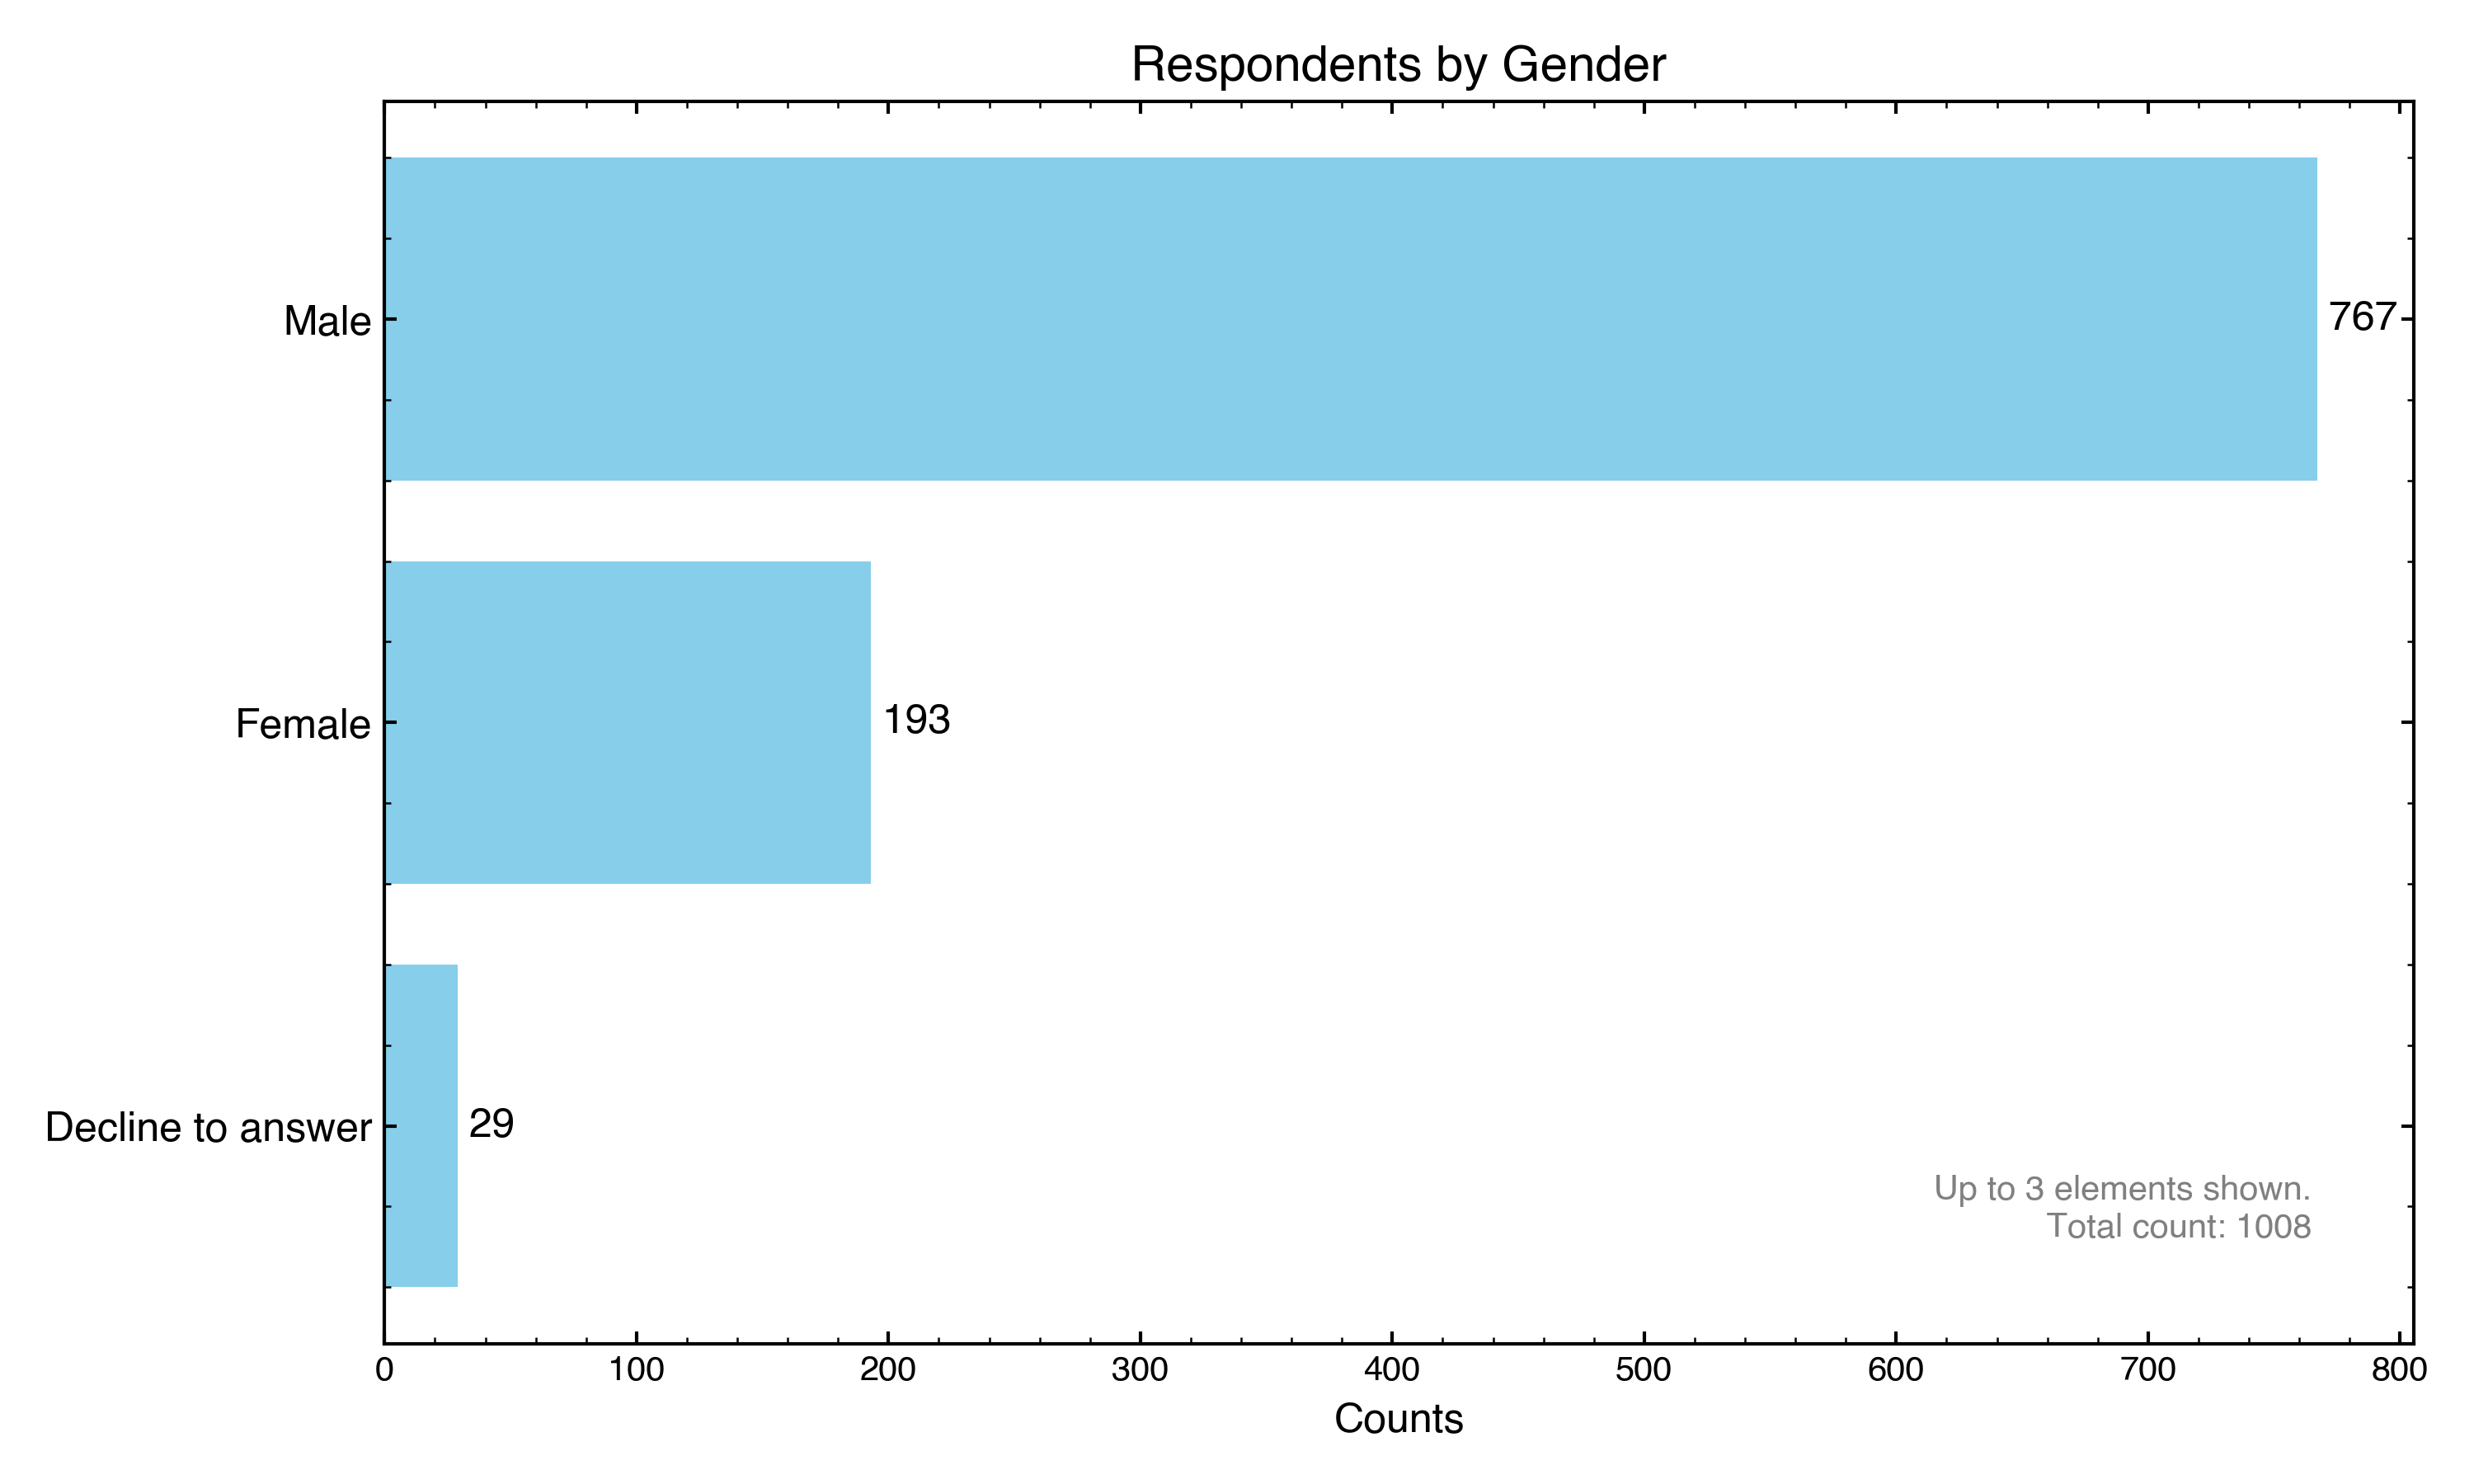 Respondents by Gender
Male
767
Female
193
Decline to answer
29
Up to 3 elements shown.
Total count: 1008
0 100 200 300 400 500 600 700 800
Counts